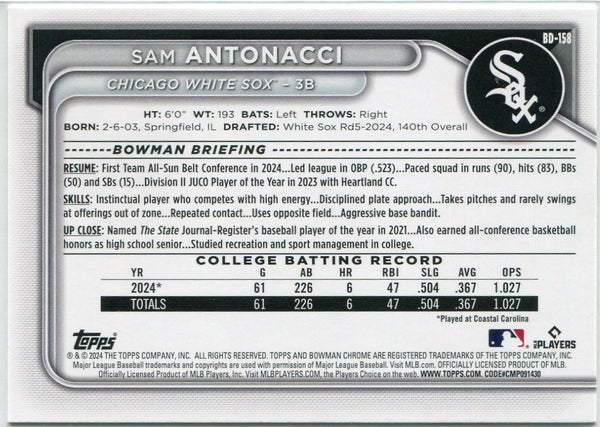 BD-158
SAM ANTONACCI
CHICAGO WHITE SOX™ – 3B
Sox
HT: 6'0" WT: 193 BATS: Left THROWS: Right
BORN: 2-6-03, Springfield, IL DRAFTED: White Sox Rd5-2024, 140th Overall
BOWMAN BRIEFING
RESUME: First Team All-Sun Belt Conference in 2024...Led league in OBP (.523)...Paced squad in runs (90), hits (83), BBs
(50) and SBs (15)...Division II JUCO Player of the Year in 2023 with Heartland CC.
SKILLS: Instinctual player who competes with high energy...Disciplined plate approach...Takes pitches and rarely swings
at offerings out of zone...Repeated contact...Uses opposite field...Aggressive base bandit.
UP CLOSE: Named The State Journal-Register's baseball player of the year in 2021...Also earned all-conference basketball
honors as high school senior...Studied recreation and sport management in college.
COLLEGE BATTING RECORD
YR G AB HR RBI SLG AVG OPS
2024* 61 226 6 47 .504 .367 1.027
TOTALS 61 226 6 47 .504 .367 1.027
*Played at Coastal Carolina
Topps
MLB PLAYERS
® & © 2024 THE TOPPS COMPANY, INC. ALL RIGHTS RESERVED. TOPPS AND BOWMAN CHROME ARE REGISTERED TRADEMARKS OF THE TOPPS COMPANY, INC.
Major League Baseball trademarks and copyrights are used with permission of Major League Baseball. Visit MLB.com. OFFICIALLY LICENSED PRODUCT OF MLB.
Officially Licensed Product of MLB Players, Inc. Visit MLBPLAYERS.COM, the Players Choice on the web. WWW.TOPPS.COM. CODE#CMP091430